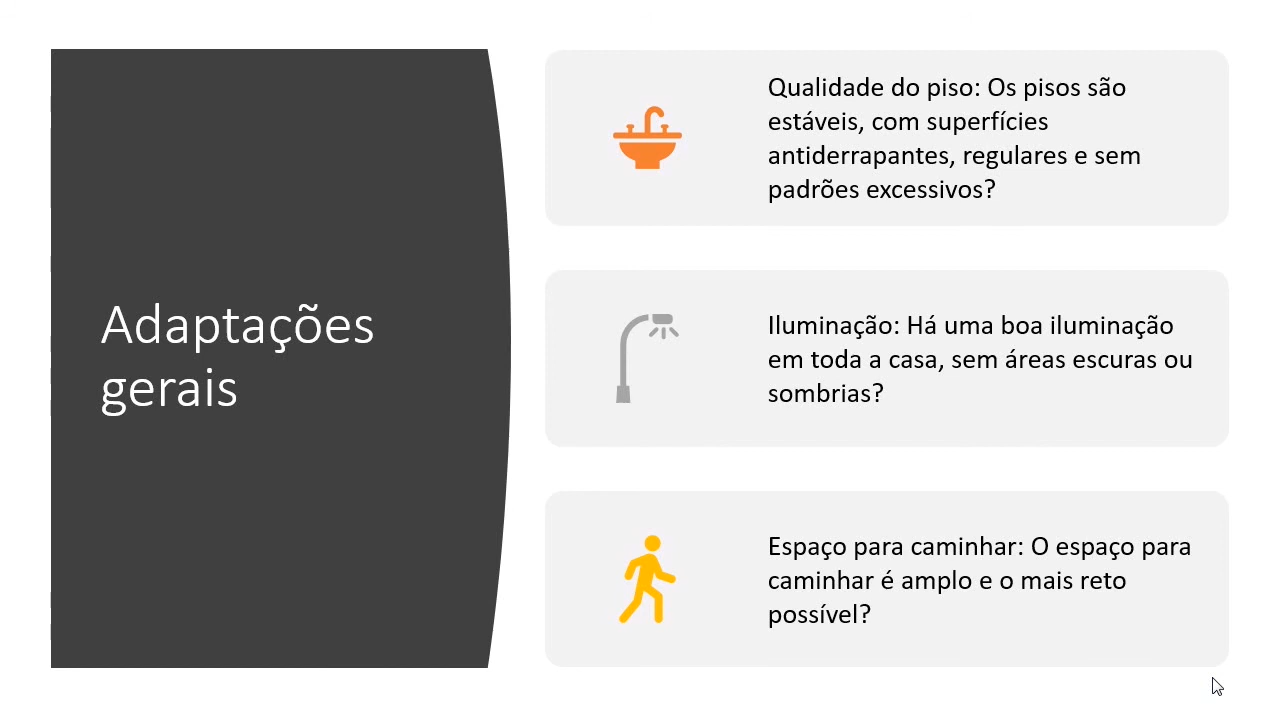 Adaptações
gerais
Qualidade do piso: Os pisos são
estáveis, com superfícies
antiderrapantes, regulares e sem
padrões excessivos?
Iluminação: Há uma boa iluminação
em toda a casa, sem áreas escuras ou
sombrias?
Espaço para caminhar: O espaço para
caminhar é amplo e o mais reto
possível?